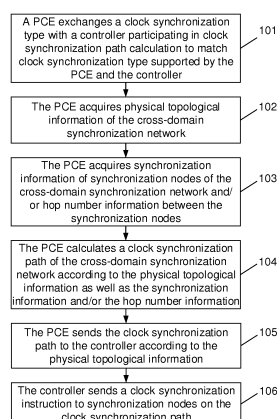 A PCE exchanges a clock synchronization
type with a controller participating in clock
synchronization path calculation to match
clock synchronization type supported by the
PCE and the controller
101
The PCE acquires physical topological
information of the cross-domain
synchronization network
102
The PCE acquires synchronization
information of synchronization nodes of the
cross-domain synchronization network and/
or hop number information between the
synchronization nodes
103
The PCE calculates a clock synchronization
path of the cross-domain synchronization
network according to the physical topological
information as well as the synchronization
information and/or the hop number information
104
The PCE sends the clock synchronization
path to the controller according to the
physical topological information
105
The controller sends a clock synchronization
instruction to synchronization nodes on the
clock synchronization path
106